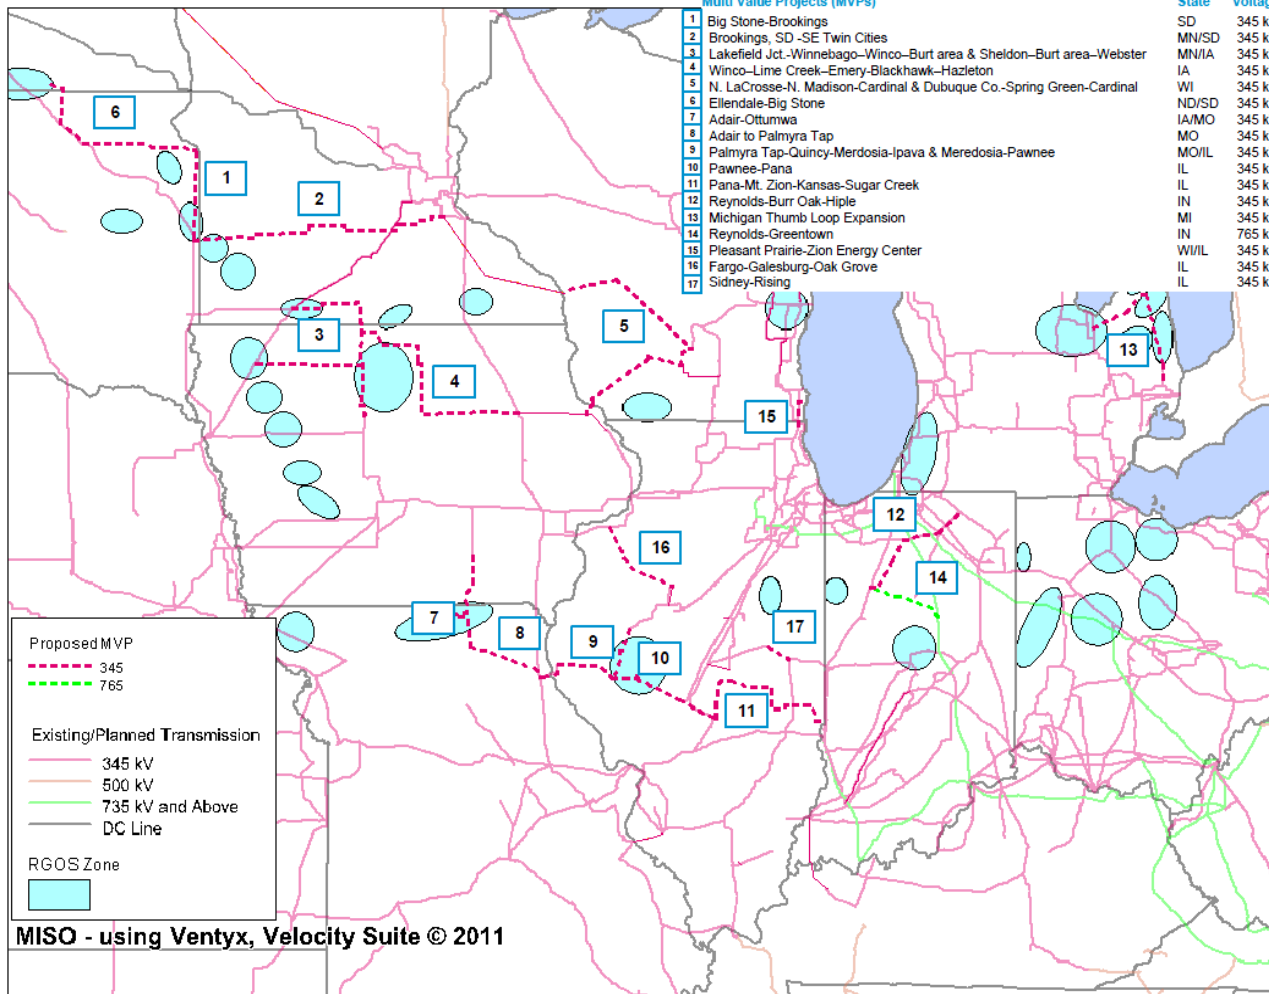 Multi Value Projects (MVPs) State Voltag
1 Big Stone-Brookings SD 345 k
2 Brookings, SD -SE Twin Cities MN/SD 345 k
3 Lakefield Jct.-Winnebago–Winco–Burt area & Sheldon–Burt area–Webster MN/IA 345 k
4 Winco–Lime Creek–Emery-Blackhawk–Hazleton IA 345 k
5 N. LaCrosse-N. Madison-Cardinal & Dubuque Co.-Spring Green-Cardinal WI 345 k
6 Ellendale-Big Stone ND/SD 345 k
7 Adair-Ottumwa IA/MO 345 k
8 Adair to Palmyra Tap MO 345 k
9 Palmyra Tap-Quincy-Merdosia-Ipava & Meredosia-Pawnee MO/IL 345 k
10 Pawnee-Pana IL 345 k
11 Pana-Mt. Zion-Kansas-Sugar Creek IL 345 k
12 Reynolds-Burr Oak-Hiple IN 345 k
13 Michigan Thumb Loop Expansion MI 345 k
14 Reynolds-Greentown IN 765 k
15 Pleasant Prairie-Zion Energy Center WI/IL 345 k
16 Fargo-Galesburg-Oak Grove IL 345 k
17 Sidney-Rising IL 345 k
6
1
2
3
5
13
4
15
12
16
14
7
8
9
17
10
11
Proposed MVP
345
765
Existing/Planned Transmission
345 kV
500 kV
735 kV and Above
DC Line
RGOS Zone
MISO - using Ventyx, Velocity Suite © 2011